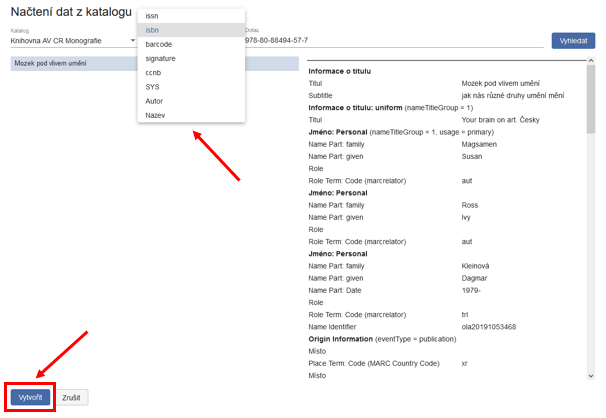 Načtení dat z katalogu
Katalog
Knihovna AV CR Monografie
issn
isbn
barcode
signature
ccnb
SYS
Autor
Nazev
Dotaz
978-80-88494-57-7
Vyhledat
Mozek pod vlivem umění
Informace o titulu
Titul Mozek pod vlivem umění
Subtitle jak nás různé druhy umění mění
Informace o titulu: uniform (nameTitleGroup = 1)
Titul Your brain on art. Česky
Jméno: Personal (nameTitleGroup = 1, usage = primary)
Name Part: family Magsamen
Name Part: given Susan
Role
Role Term: Code (marcrelator) aut
Jméno: Personal
Name Part: family Ross
Name Part: given Ivy
Role
Role Term: Code (marcrelator) aut
Jméno: Personal
Name Part: family Kleinová
Name Part: given Dagmar
Name Part: Date 1979-
Role
Role Term: Code (marcrelator) trl
Name Identifier ola20191053468
Origin Information (eventType = publication)
Místo
Place Term: Code (MARC Country Code) xr
Místo
Vytvořit
Zrušit